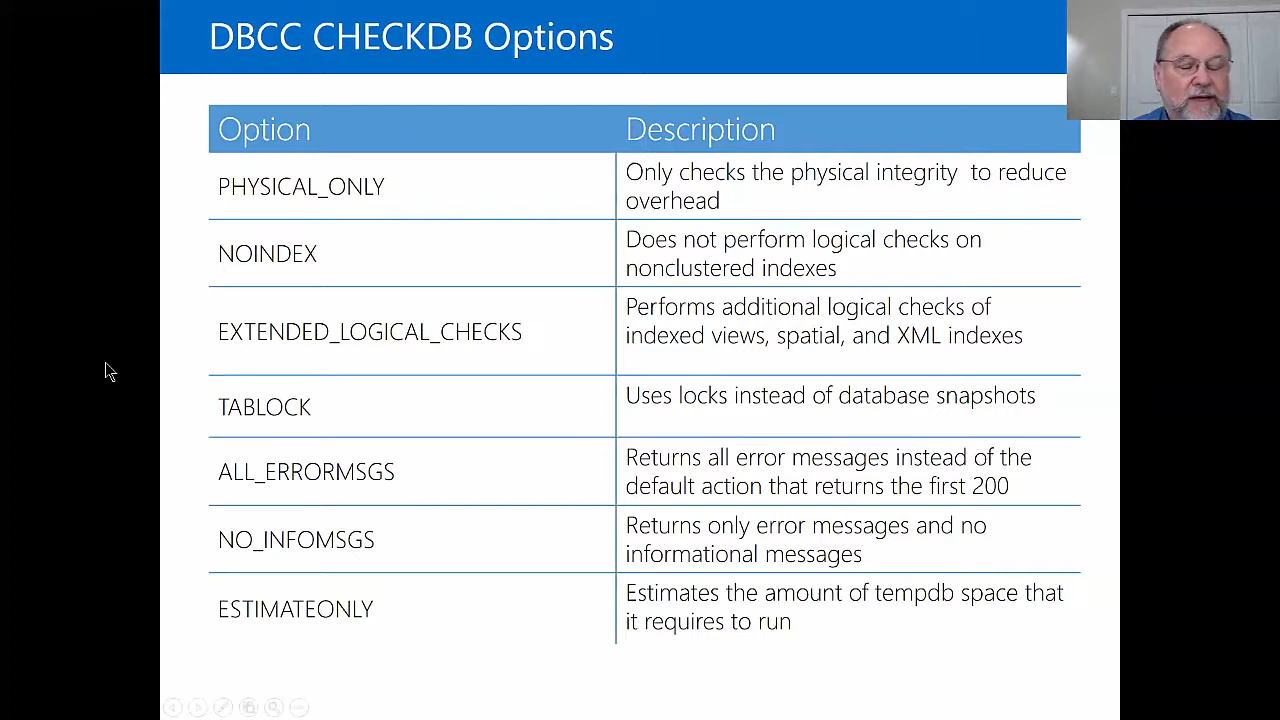 DBCC CHECKDB Options
Option
Description
PHYSICAL_ONLY
Only checks the physical integrity  to reduce
overhead
NOINDEX
Does not perform logical checks on
nonclustered indexes
EXTENDED_LOGICAL_CHECKS
Performs additional logical checks of
indexed views, spatial, and XML indexes
TABLOCK
Uses locks instead of database snapshots
ALL_ERRORMSGS
Returns all error messages instead of the
default action that returns the first 200
NO_INFOMSGS
Returns only error messages and no
informational messages
ESTIMATEONLY
Estimates the amount of tempdb space that
it requires to run